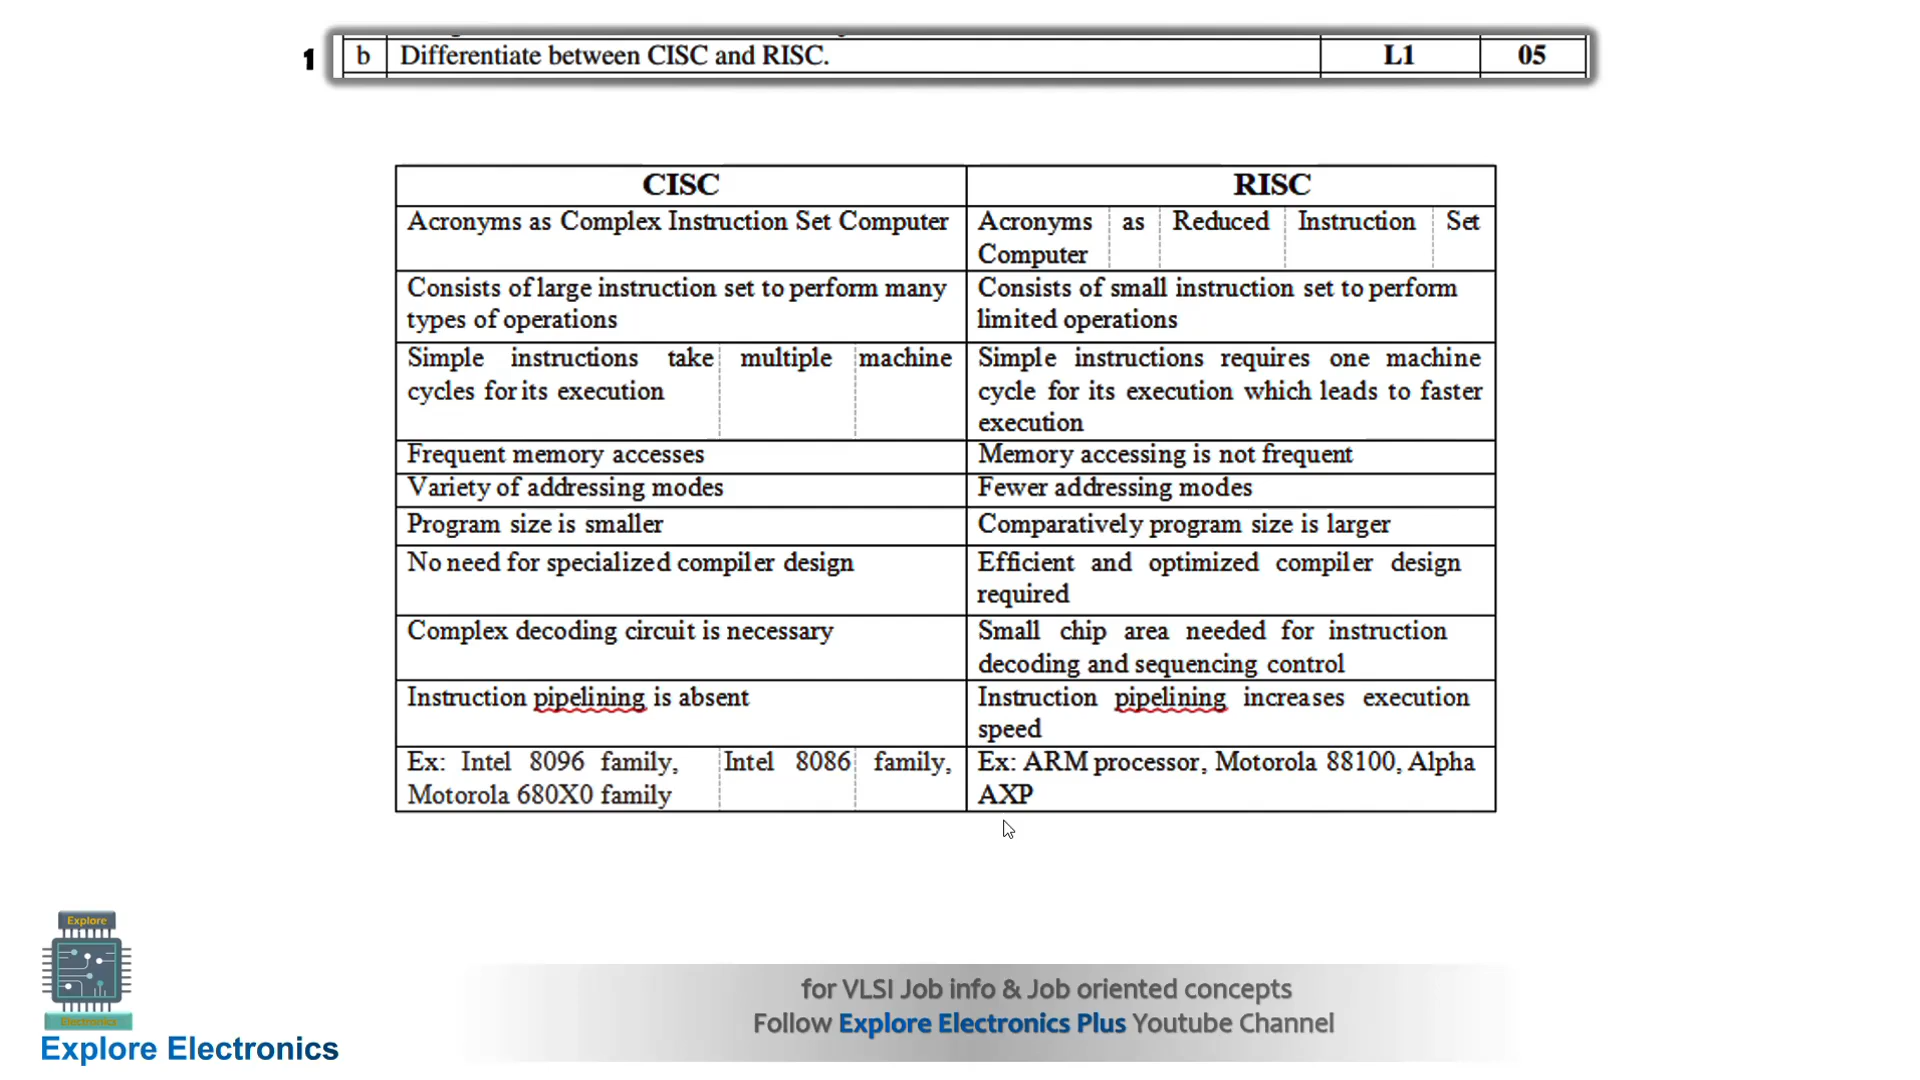 1 b Differentiate between CISC and RISC. L1 05
CISC RISC
Acronyms as Complex Instruction Set Computer Acronyms as Reduced Instruction Set
Computer
Consists of large instruction set to perform many Consists of small instruction set to perform
types of operations limited operations
Simple instructions take multiple machine Simple instructions requires one machine
cycles for its execution cycle for its execution which leads to faster
execution
Frequent memory accesses Memory accessing is not frequent
Variety of addressing modes Fewer addressing modes
Program size is smaller Comparatively program size is larger
No need for specialized compiler design Efficient and optimized compiler design
required
Complex decoding circuit is necessary Small chip area needed for instruction
decoding and sequencing control
Instruction pipelining is absent Instruction pipelining increases execution
speed
Ex: Intel 8096 family, Intel 8086 family, Ex: ARM processor, Motorola 88100, Alpha
Motorola 680X0 family AXP
Explore
Electronics
Explore Electronics
for VLSI Job info & Job oriented concepts
Follow Explore Electronics Plus Youtube Channel